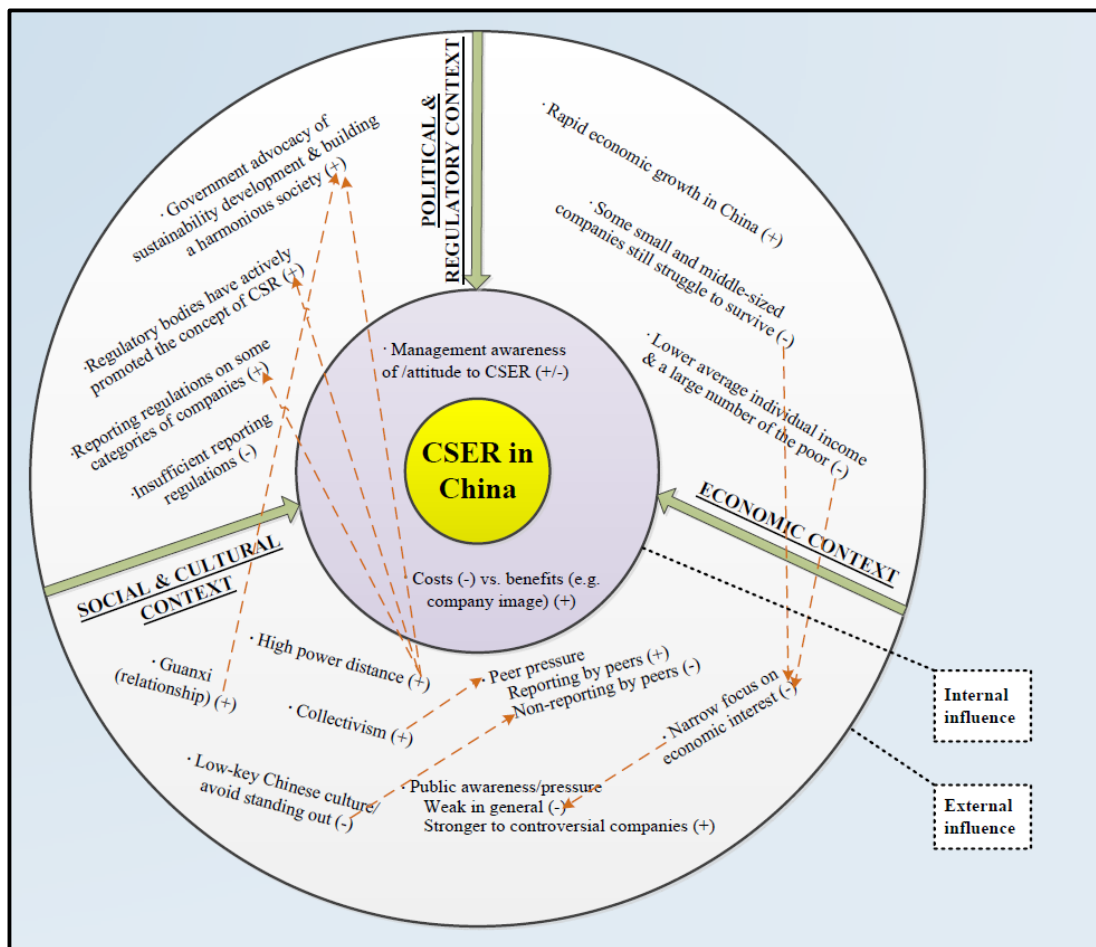 POLITICAL &
REGULATORY CONTEXT
· Government advocacy of
sustainability development & building
a harmonious society (+)
· Regulatory bodies have actively
promoted the concept of CSR (+)
· Reporting regulations on some
categories of companies (+)
· Insufficient reporting
regulations (-)
· Rapid economic growth in China (+)
· Some small and middle-sized
companies still struggle to survive (-)
· Lower average individual income
& a large number of the poor (-)
ECONOMIC CONTEXT
· Management awareness
of /attitude to CSER (+/-)
CSER in
China
Costs (-) vs. benefits (e.g.
company image) (+)
SOCIAL & CULTURAL
CONTEXT
· Guanxi
(relationship) (+)
· High power distance (+)
· Collectivism (+)
· Low-key Chinese culture/
avoid standing out (-)
· Peer pressure
Reporting by peers (+)
Non-reporting by peers (-)
· Public awareness/pressure
Weak in general (-)
Stronger to controversial companies (+)
· Narrow focus on
economic interest (-)
Internal
influence
External
influence